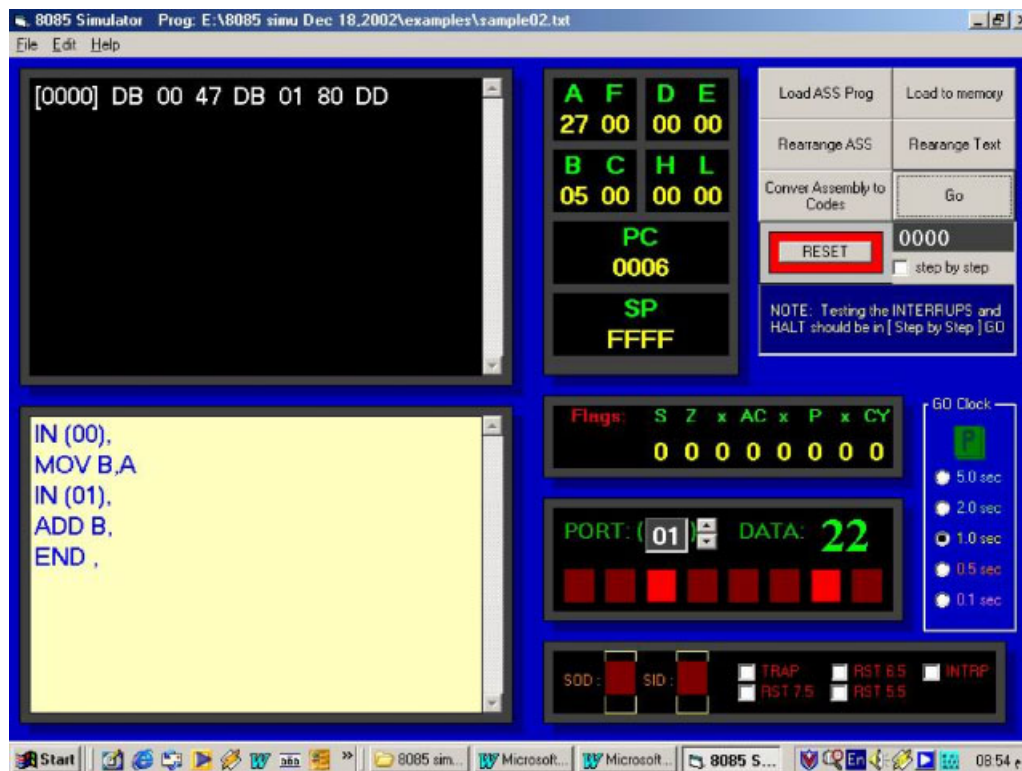 8085 Simulator Prog: E:\8085 simu Dec 18,2002\examples\sample02.txt
File Edit Help
[0000] DB 00 47 DB 01 80 DD
A F D E
27 00 00 00
B C H L
05 00 00 00
PC
0006
SP
FFFF
Load ASS Prog Load to memory
Rearrange ASS Rearange Text
Conver Assembly to
Codes
Go
RESET
0000
step by step
NOTE: Testing the INTERRUPS and
HALT should be in [ Step by Step ] GO
IN (00),
MOV B,A
IN (01),
ADD B,
END ,
Flags: S Z x AC x P x CY
0 0 0 0 0 0 0 0
PORT: ( 01 ) DATA: 22
GO Clock
P
5.0 sec
2.0 sec
1.0 sec
0.5 sec
0.1 sec
SOD : SID : TRAP RST 6.5 INTRP
RST 7.5 RST 5.5
Start 8085 sim... Microsoft... Microsoft... 8085 S... En 08:54 م